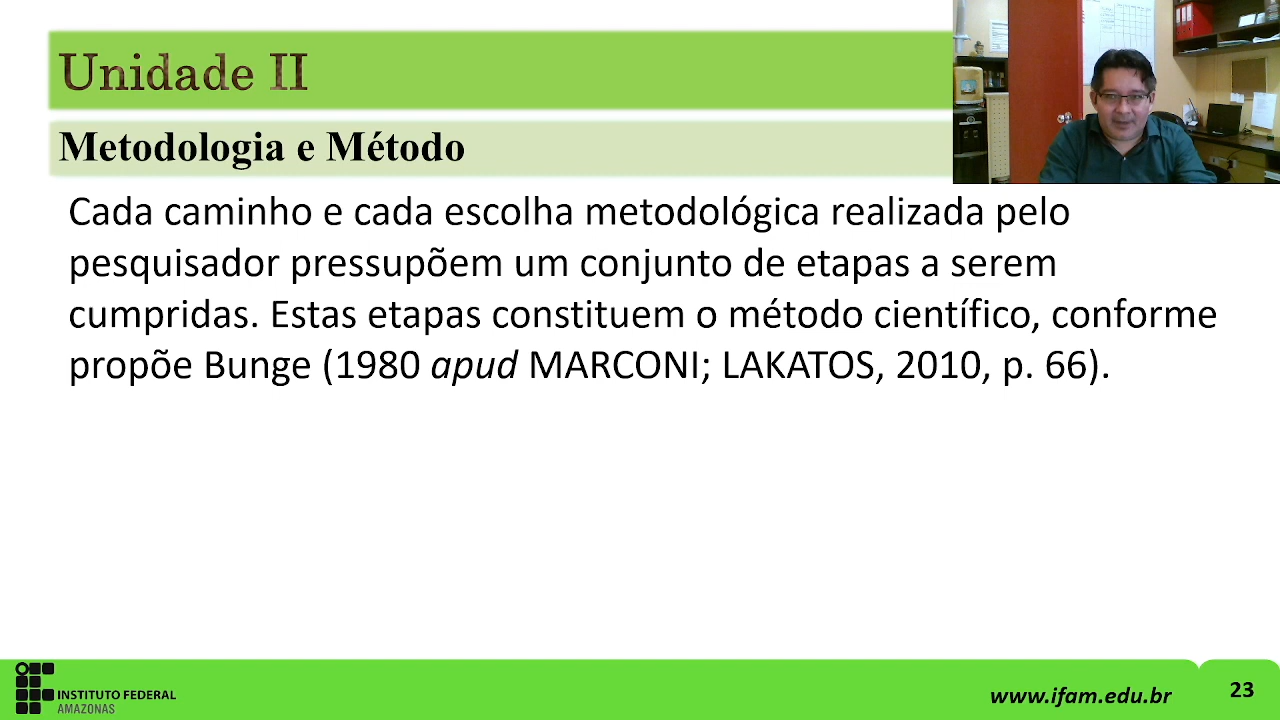 Unidade II
Metodologia e Método
Cada caminho e cada escolha metodológica realizada pelo
pesquisador pressupõem um conjunto de etapas a serem
cumpridas. Estas etapas constituem o método científico, conforme
propõe Bunge (1980 apud MARCONI; LAKATOS, 2010, p. 66).
INSTITUTO FEDERAL
AMAZONAS
www.ifam.edu.br
23